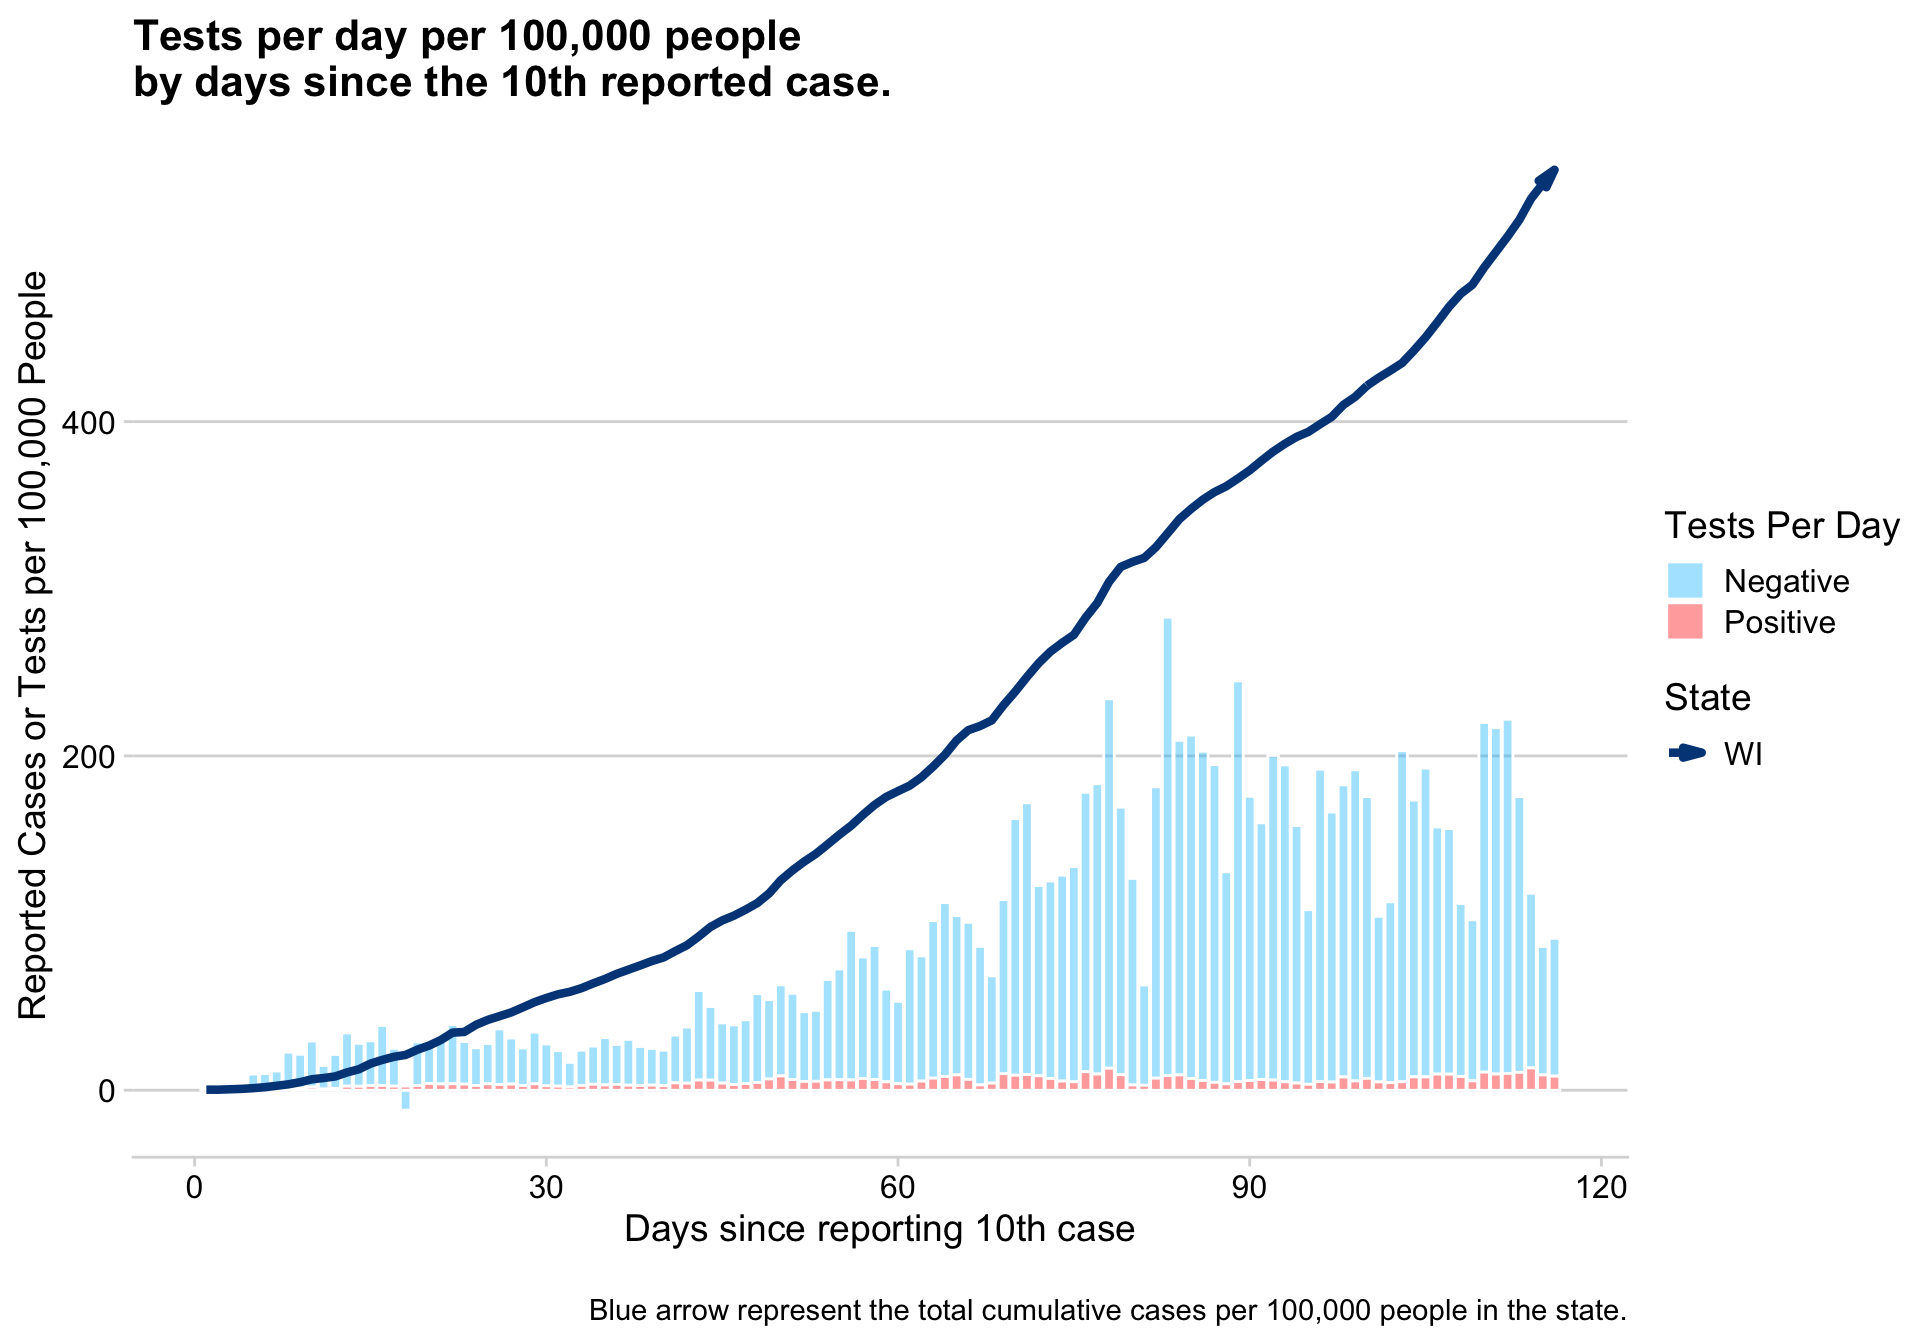 Tests per day per 100,000 people
by days since the 10th reported case.
Reported Cases or Tests per 100,000 People
400
200
0
0
30
60
90
120
Days since reporting 10th case
Tests Per Day
Negative
Positive
State
WI
Blue arrow represent the total cumulative cases per 100,000 people in the state.